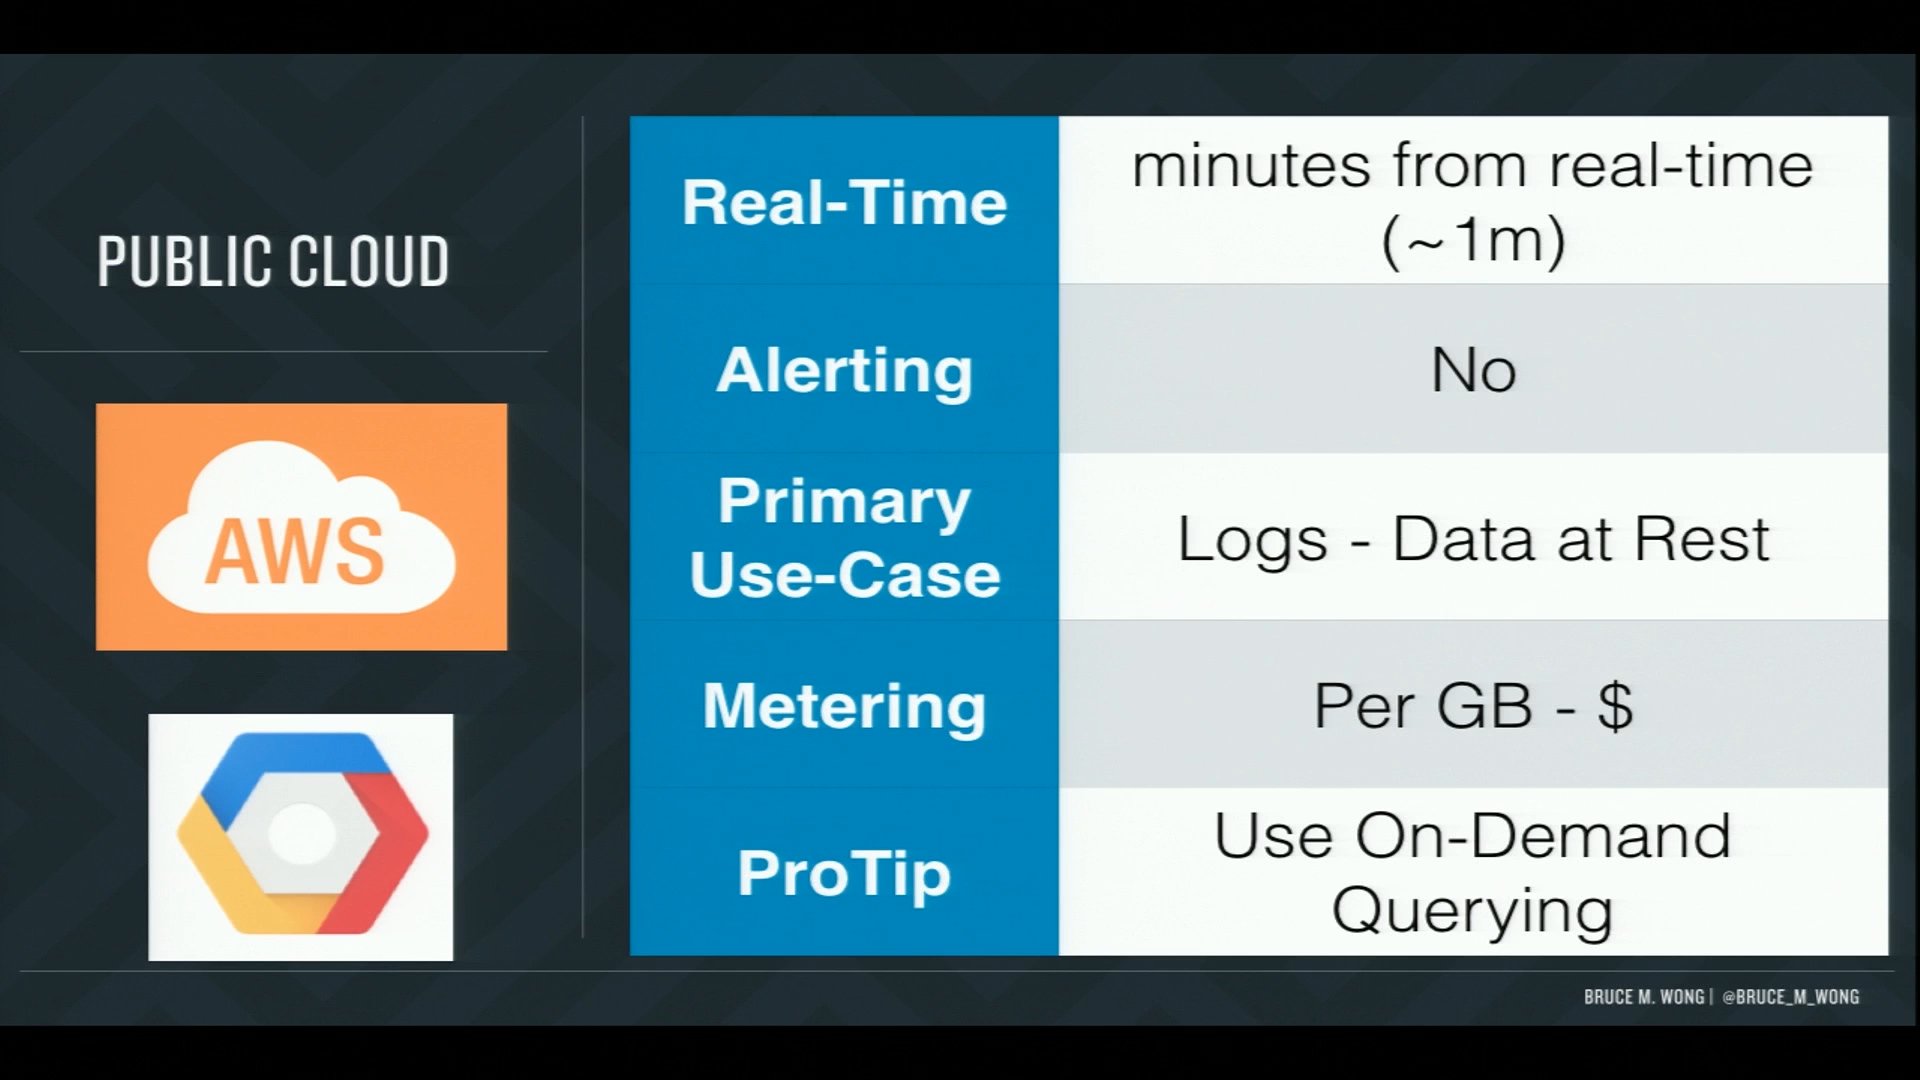 PUBLIC CLOUD
AWS
Real-Time
minutes from real-time
(~1m)
Alerting
No
Primary
Use-Case
Logs - Data at Rest
Metering
Per GB - $
ProTip
Use On-Demand
Querying
BRUCE M. WONG | @BRUCE_M_WONG